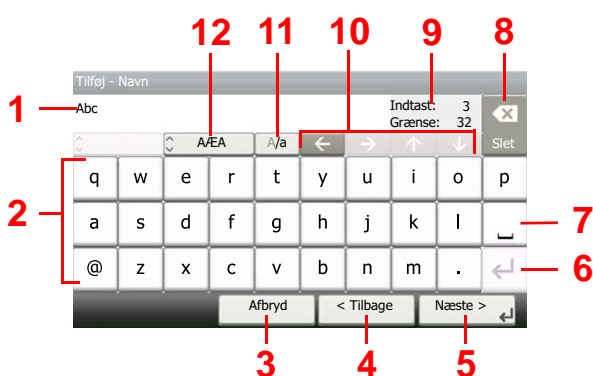 12 11 10 9 8
Tilføj - Navn
1 Abc Indtast: 3
Grænse: 32
AÆA A/a ← → ↑ ↓ Slet
2 q w e r t y u i o p
a s d f g h j k l 7
@ z x c v b n m . 6
Afbryd < Tilbage Næste >
3 4 5